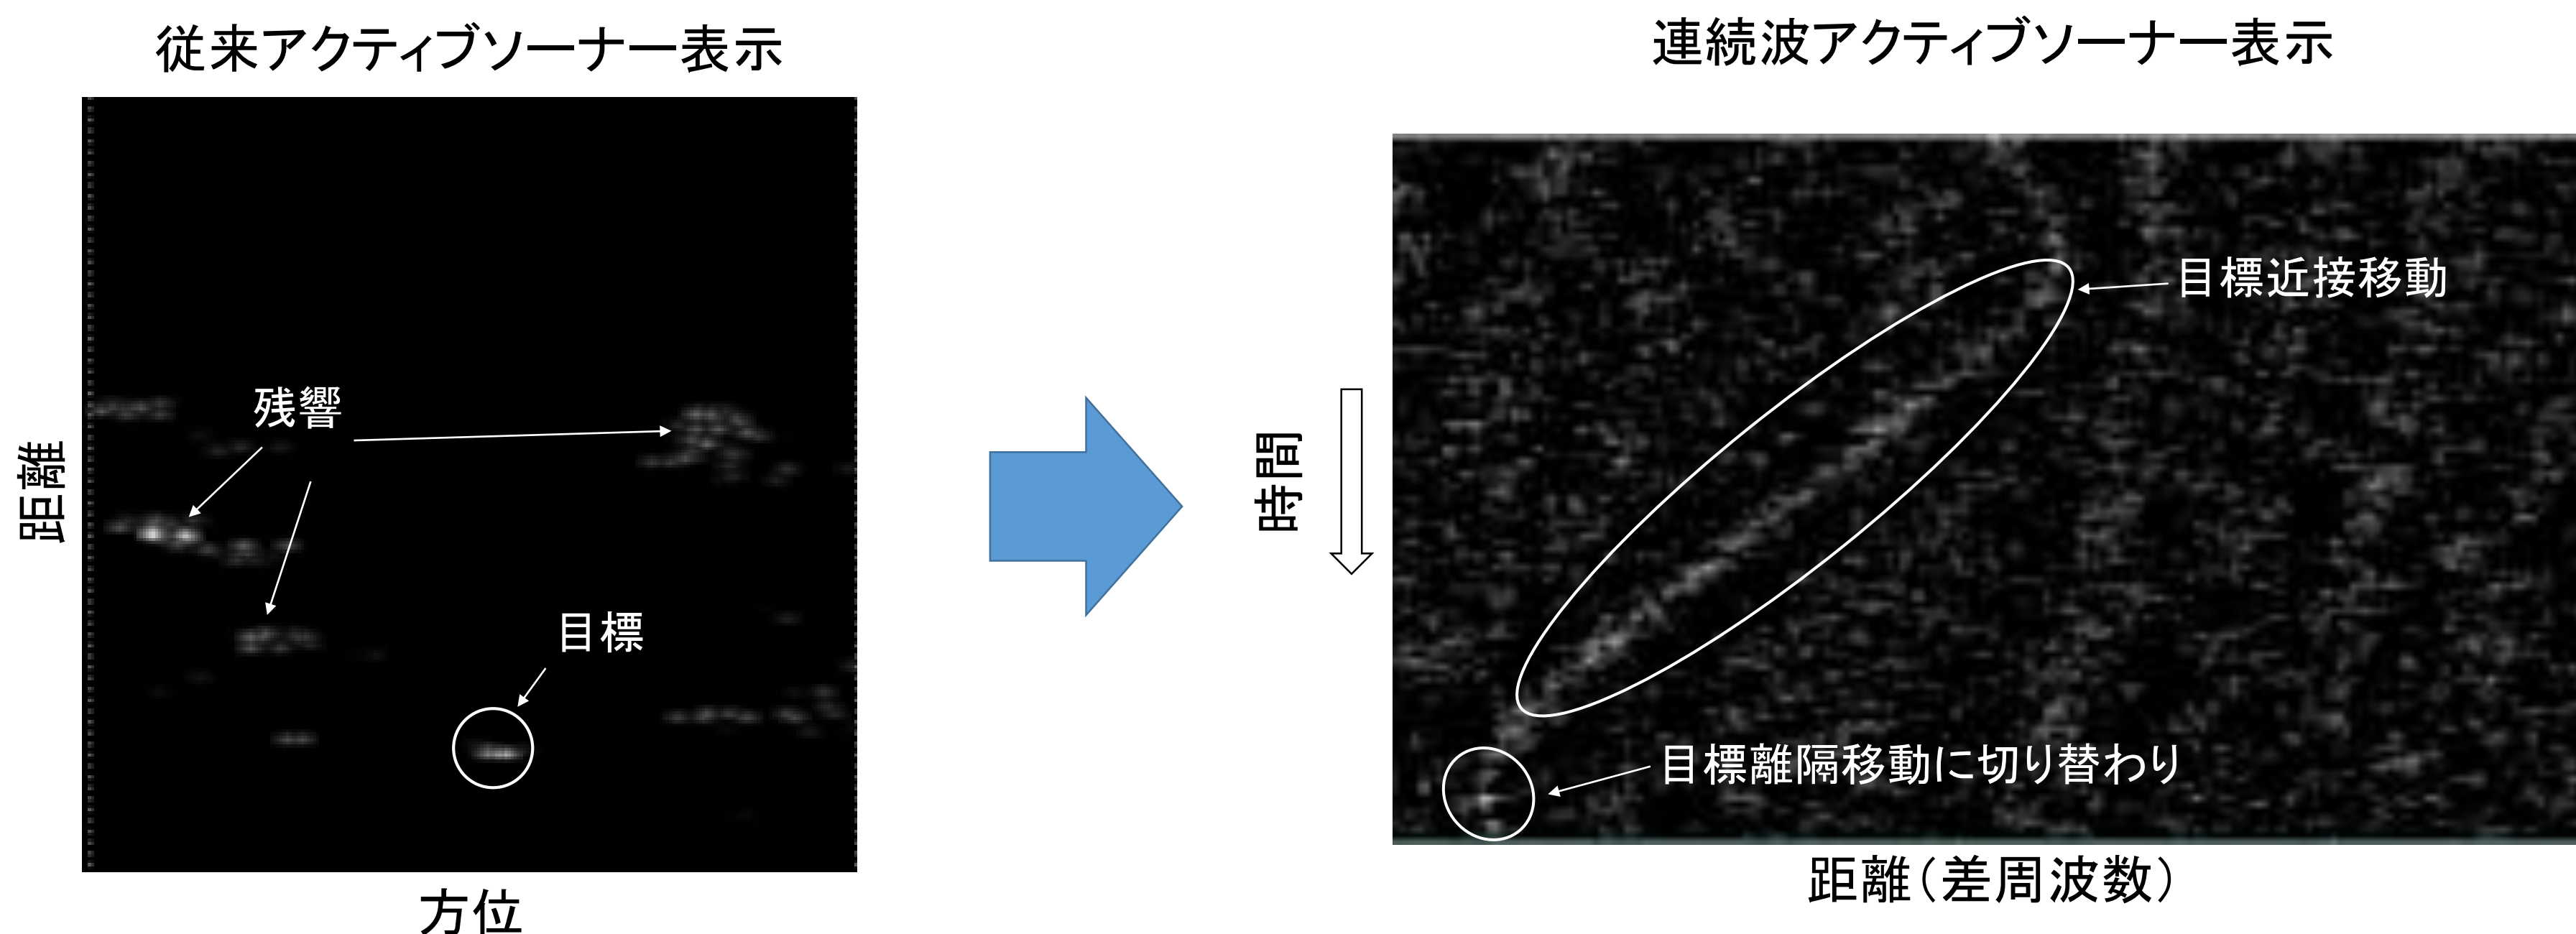 従来アクティブソーナー表示
距離
残響
目標
方位
連続波アクティブソーナー表示
時間
目標近接移動
目標離隔移動に切り替わり
距離（差周波数）